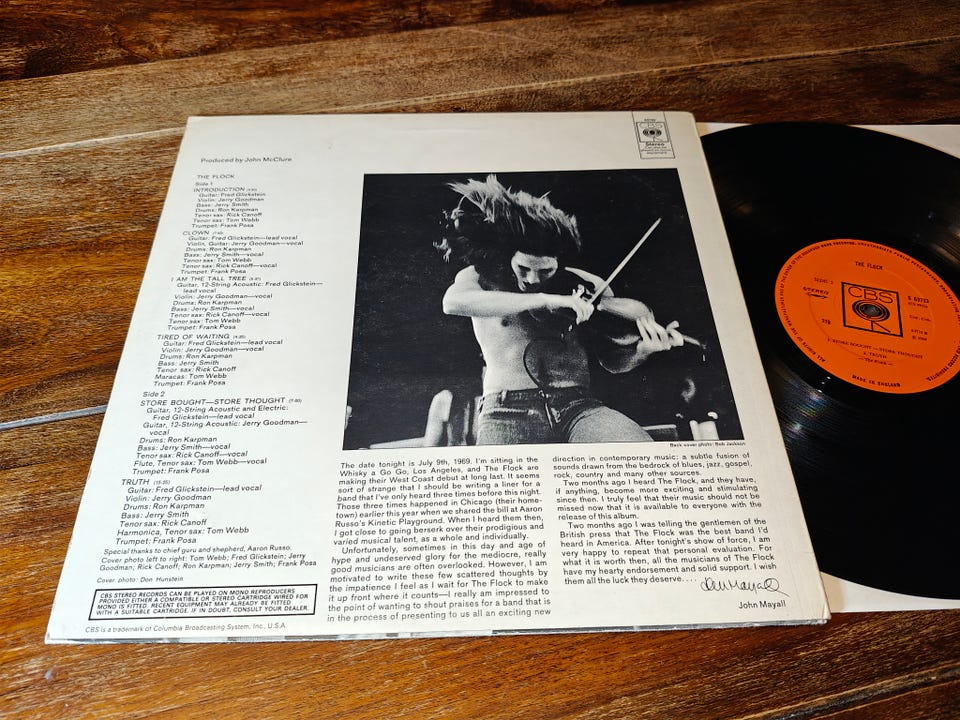 CBS
Stereo
Produced by John McClure
THE FLOCK
Side 1
INTRODUCTION
Guitar: Fred Glickstein
Violin: Jerry Goodman
Bass: Jerry Smith
Drums: Ron Karpman
Tenor sax: Rick Canoff
Tenor sax: Tom Webb
Trumpet: Frank Posa
CLOWN
Guitar: Fred Glickstein—lead vocal
Violin, Guitar: Jerry Goodman—vocal
Drums: Ron Karpman
Bass: Jerry Smith—vocal
Tenor sax: Tom Webb
Tenor sax: Rick Canoff—vocal
Trumpet: Frank Posa
I AM THE TALL TREE
Guitar, 12-String Acoustic: Fred Glickstein—
lead vocal
Violin: Jerry Goodman—vocal
Drums: Ron Karpman
Bass: Jerry Smith—vocal
Tenor sax: Rick Canoff—vocal
Tenor sax: Tom Webb
Trumpet: Frank Posa
TIRED OF WAITING
Guitar: Fred Glickstein—lead vocal
Violin: Jerry Goodman—vocal
Drums: Ron Karpman
Bass: Jerry Smith
Tenor sax: Rick Canoff
Maracas: Tom Webb
Trumpet: Frank Posa
Side 2
STORE BOUGHT—STORE THOUGHT
Guitar, 12-String Acoustic and Electric:
Fred Glickstein—lead vocal
Guitar, 12-String Acoustic: Jerry Goodman—
vocal
Drums: Ron Karpman
Bass: Jerry Smith—vocal
Tenor sax: Rick Canoff—vocal
Flute, Tenor sax: Tom Webb—vocal
Trumpet: Frank Posa
TRUTH
Guitar: Fred Glickstein—lead vocal
Violin: Jerry Goodman
Drums: Ron Karpman
Bass: Jerry Smith
Tenor sax: Rick Canoff
Harmonica, Tenor sax: Tom Webb
Trumpet: Frank Posa
Special thanks to chief guru and shepherd, Aaron Russo.
Cover photo left to right: Tom Webb; Fred Glickstein; Jerry
Goodman; Rick Canoff; Ron Karpman; Jerry Smith; Frank Posa
Cover photo: Don Hunstein
CBS STEREO RECORDS CAN BE PLAYED ON MONO REPRODUCERS
PROVIDED EITHER A COMPATIBLE OR STEREO CARTRIDGE WIRED FOR
MONO IS FITTED. RECENT EQUIPMENT MAY ALREADY BE FITTED
WITH A SUITABLE CARTRIDGE. IF IN DOUBT, CONSULT YOUR DEALER.
CBS is a trademark of Columbia Broadcasting System, Inc., U.S.A.
Back cover photo: Bob Jackson
The date tonight is July 9th, 1969. I'm sitting in the
Whisky a Go Go, Los Angeles, and The Flock are
making their West Coast debut at long last. It seems
sort of strange that I should be writing a liner for a
band that I've only heard three times before this night.
Those three times happened in Chicago (their home-
town) earlier this year when we shared the bill at Aaron
Russo's Kinetic Playground. When I heard them then,
I got close to going berserk over their prodigious and
varied musical talent, as a whole and individually.
Unfortunately, sometimes in this day and age of
hype and undeserved glory for the mediocre, really
good musicians are often overlooked. However, I am
motivated to write these few scattered thoughts by
the impatience I feel as I wait for The Flock to make
it up front where it counts—I really am impressed to
the point of wanting to shout praises for a band that is
in the process of presenting to us all an exciting new
direction in contemporary music: a subtle fusion of
sounds drawn from the bedrock of blues, jazz, gospel,
rock, country and many other sources.
Two months ago I heard The Flock, and they have,
if anything, become more exciting and stimulating
since then. I truly feel that their music should not be
missed now that it is available to everyone with the
release of this album.
Two months ago I was telling the gentlemen of the
British press that The Flock was the best band I'd
heard in America. After tonight's show of force, I am
very happy to repeat that personal evaluation. For
what it is worth then, all the musicians of The Flock
have my hearty endorsement and solid support. I wish
them all the luck they deserve. . . .
John Mayall
John Mayall
THE FLOCK
SIDE 2
STEREO
CBS
S 63733
1. STORE BOUGHT — STORE THOUGHT
2. TRUTH
THE FLOCK
MADE IN ENGLAND